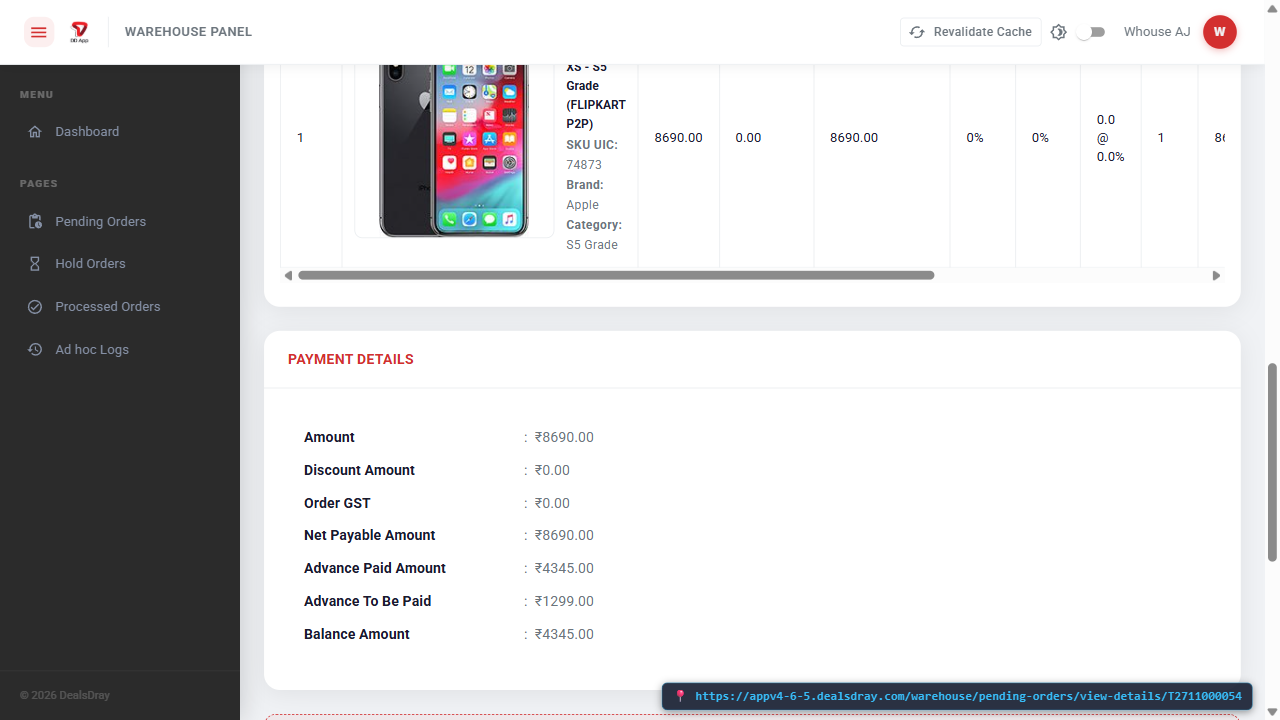 DD App
WAREHOUSE PANEL
Revalidate Cache
Whouse AJ
W
MENU
Dashboard
PAGES
Pending Orders
Hold Orders
Processed Orders
Ad hoc Logs
© 2026 DealsDray
1
XS - S5
Grade
(FLIPKART
P2P)
SKU UIC:
74873
Brand:
Apple
Category:
S5 Grade
8690.00
0.00
8690.00
0%
0%
0.0
@
0.0%
1
PAYMENT DETAILS
Amount : ₹8690.00
Discount Amount : ₹0.00
Order GST : ₹0.00
Net Payable Amount : ₹8690.00
Advance Paid Amount : ₹4345.00
Advance To Be Paid : ₹1299.00
Balance Amount : ₹4345.00
https://appv4-6-5.dealsdray.com/warehouse/pending-orders/view-details/T2711000054